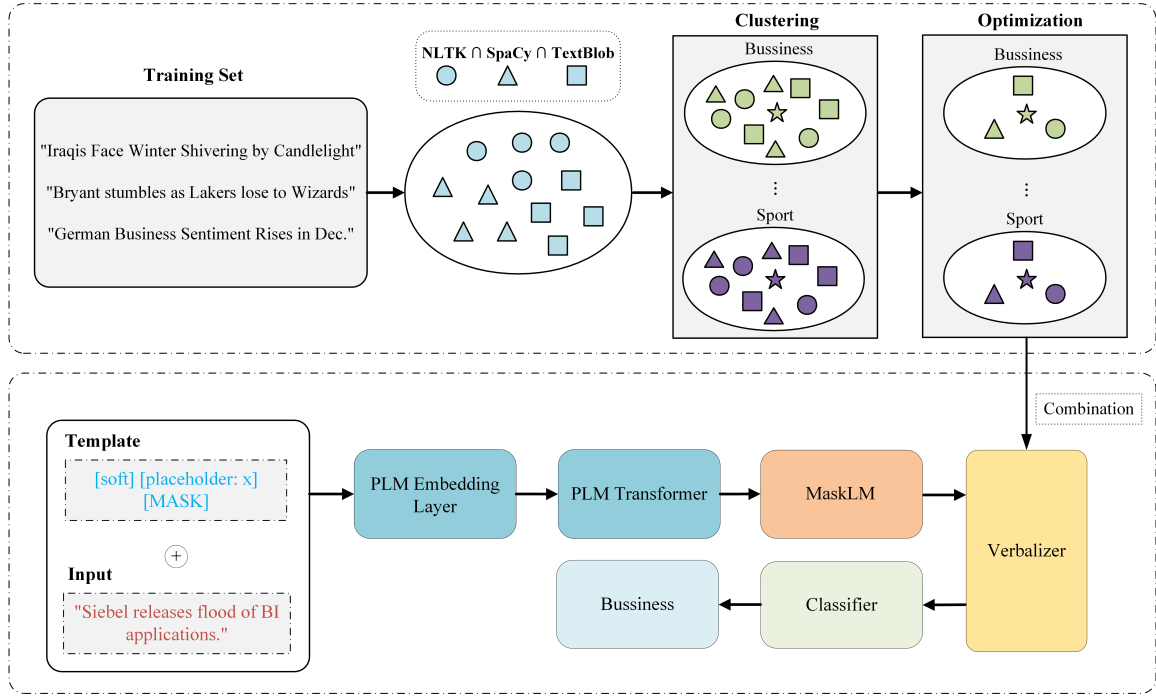 Training Set
"Iraqis Face Winter Shivering by Candlelight"
"Bryant stumbles as Lakers lose to Wizards"
"German Business Sentiment Rises in Dec."
NLTK ∩ SpaCy ∩ TextBlob
Clustering
Bussiness
...
Sport
Optimization
Bussiness
...
Sport
Combination
Template
[soft] [placeholder: x]
[MASK]
+
Input
"Siebel releases flood of BI
applications."
PLM Embedding
Layer
PLM Transformer
MaskLM
Verbalizer
Classifier
Bussiness